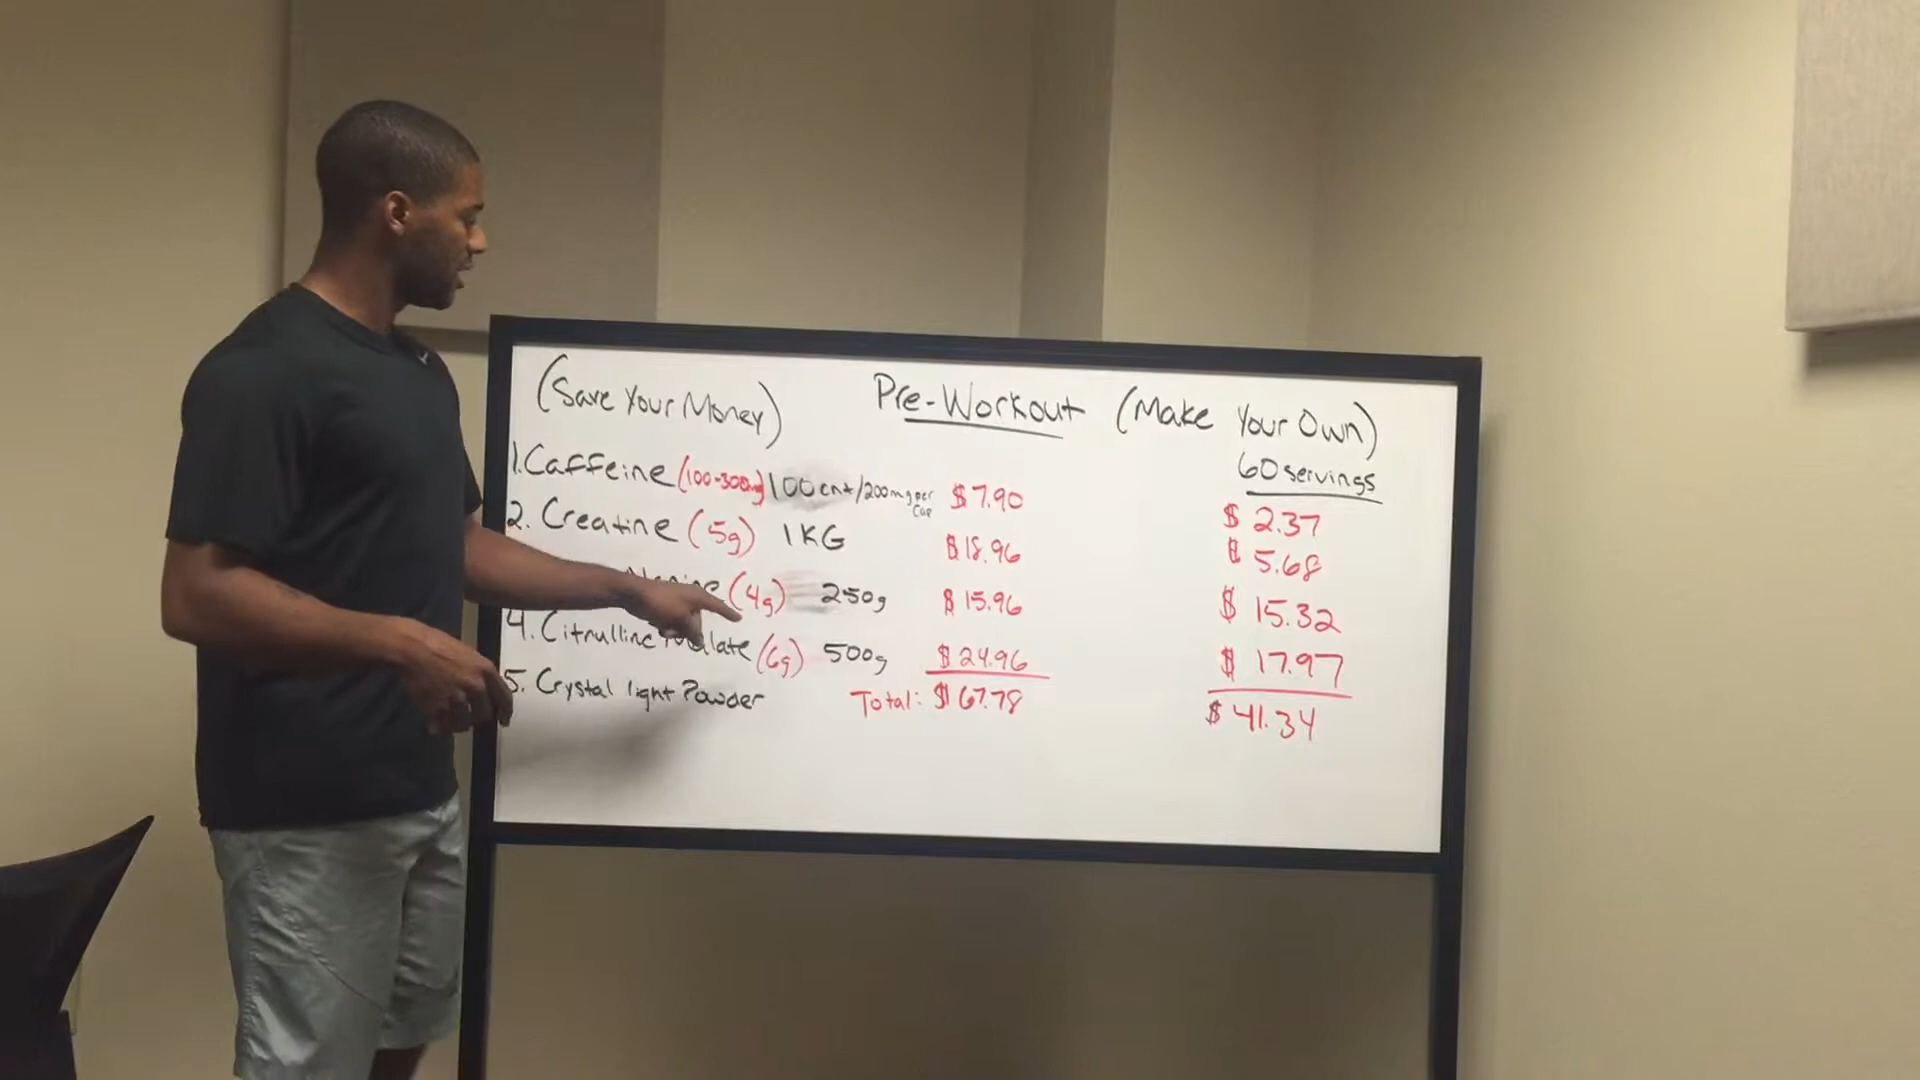 (Save Your Money) Pre-Workout (Make Your Own)
60 servings
1. Caffeine (100-300mg) 100cnt/200mg per Cap $7.90 $2.37
2. Creatine (5g) 1KG $18.96 $5.68
(4g) 250g $15.96 $15.32
4. Citrulline Malate (6g) 500g $24.96 $17.97
5. Crystal light Powder Total: $67.78 $41.34